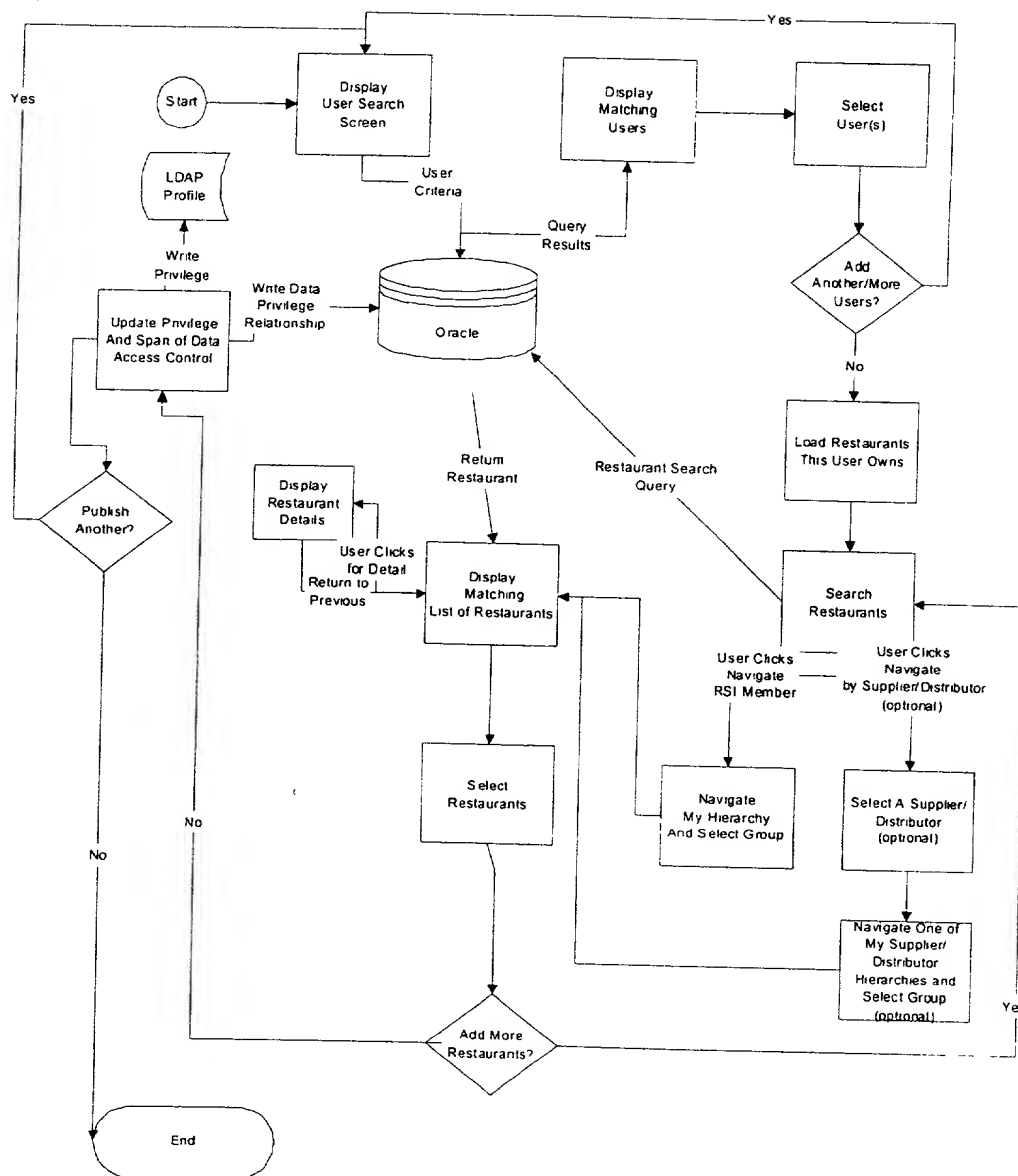 Yes
Yes
Start
Display
User Search
Screen
Display
Matching
Users
Select
User(s)
LDAP
Profile
User
Criteria
Query
Results
Write
Privilege
Write Data
Privilege
Relationship
Add
Another/More
Users?
Update Privilege
And Span of Data
Access Control
Oracle
No
Load Restaurants
This User Owns
Return
Restaurant
Restaurant Search
Query
Display
Restaurant
Details
Publish
Another?
User Clicks
for Detail
Return to
Previous
Display
Matching
List of Restaurants
Search
Restaurants
User Clicks
Navigate
RSI Member
User Clicks
Navigate
by Supplier/Distributor
(optional)
Select
Restaurants
Navigate
My Hierarchy
And Select Group
Select A Supplier/
Distributor
(optional)
No
No
Navigate One of
My Supplier/
Distributor
Hierarchies and
Select Group
(optional)
Ye
Add More
Restaurants?
End